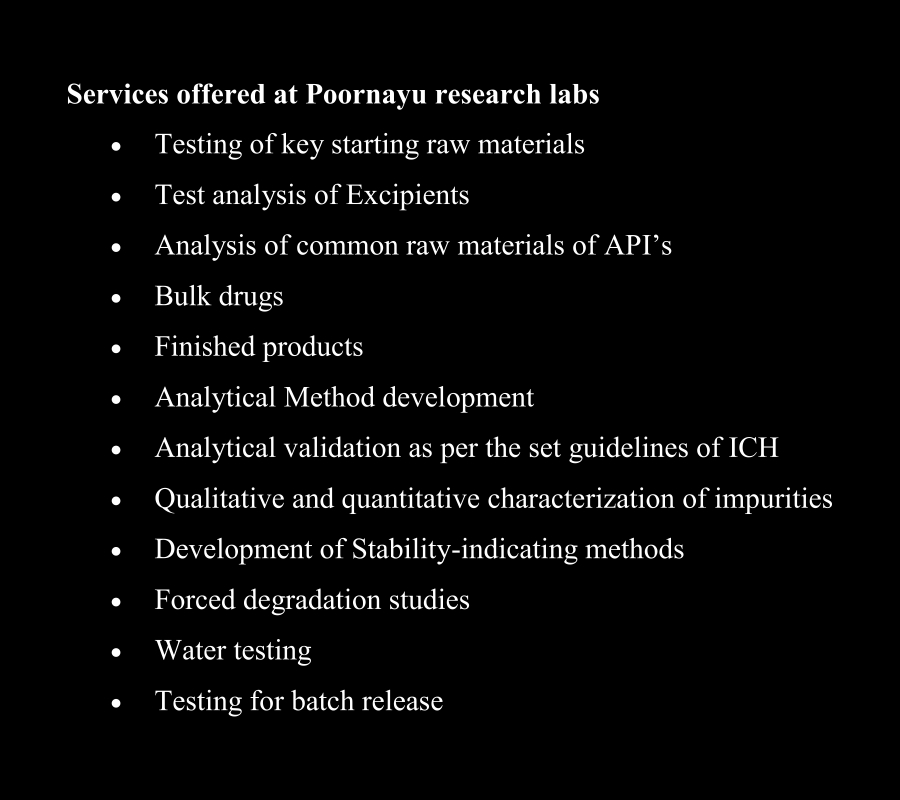 Services offered at Poornayu research labs
• Testing of key starting raw materials
• Test analysis of Excipients
• Analysis of common raw materials of API’s
• Bulk drugs
• Finished products
• Analytical Method development
• Analytical validation as per the set guidelines of ICH
• Qualitative and quantitative characterization of impurities
• Development of Stability-indicating methods
• Forced degradation studies
• Water testing
• Testing for batch release